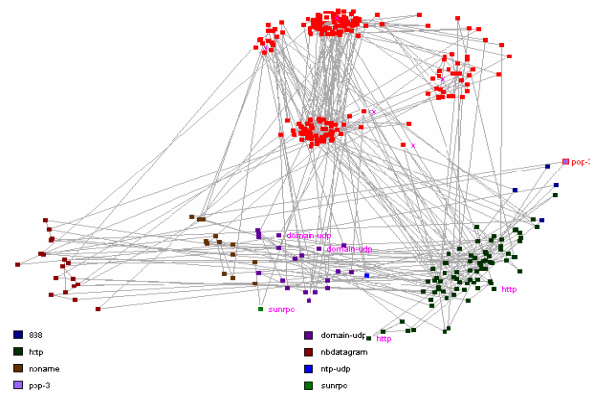 x
x
x
x
pop-3
domain-udp
domain-udp
http
sunrpc
http
838 domain-udp
http nbdatagram
noname ntp-udp
pop-3 sunrpc